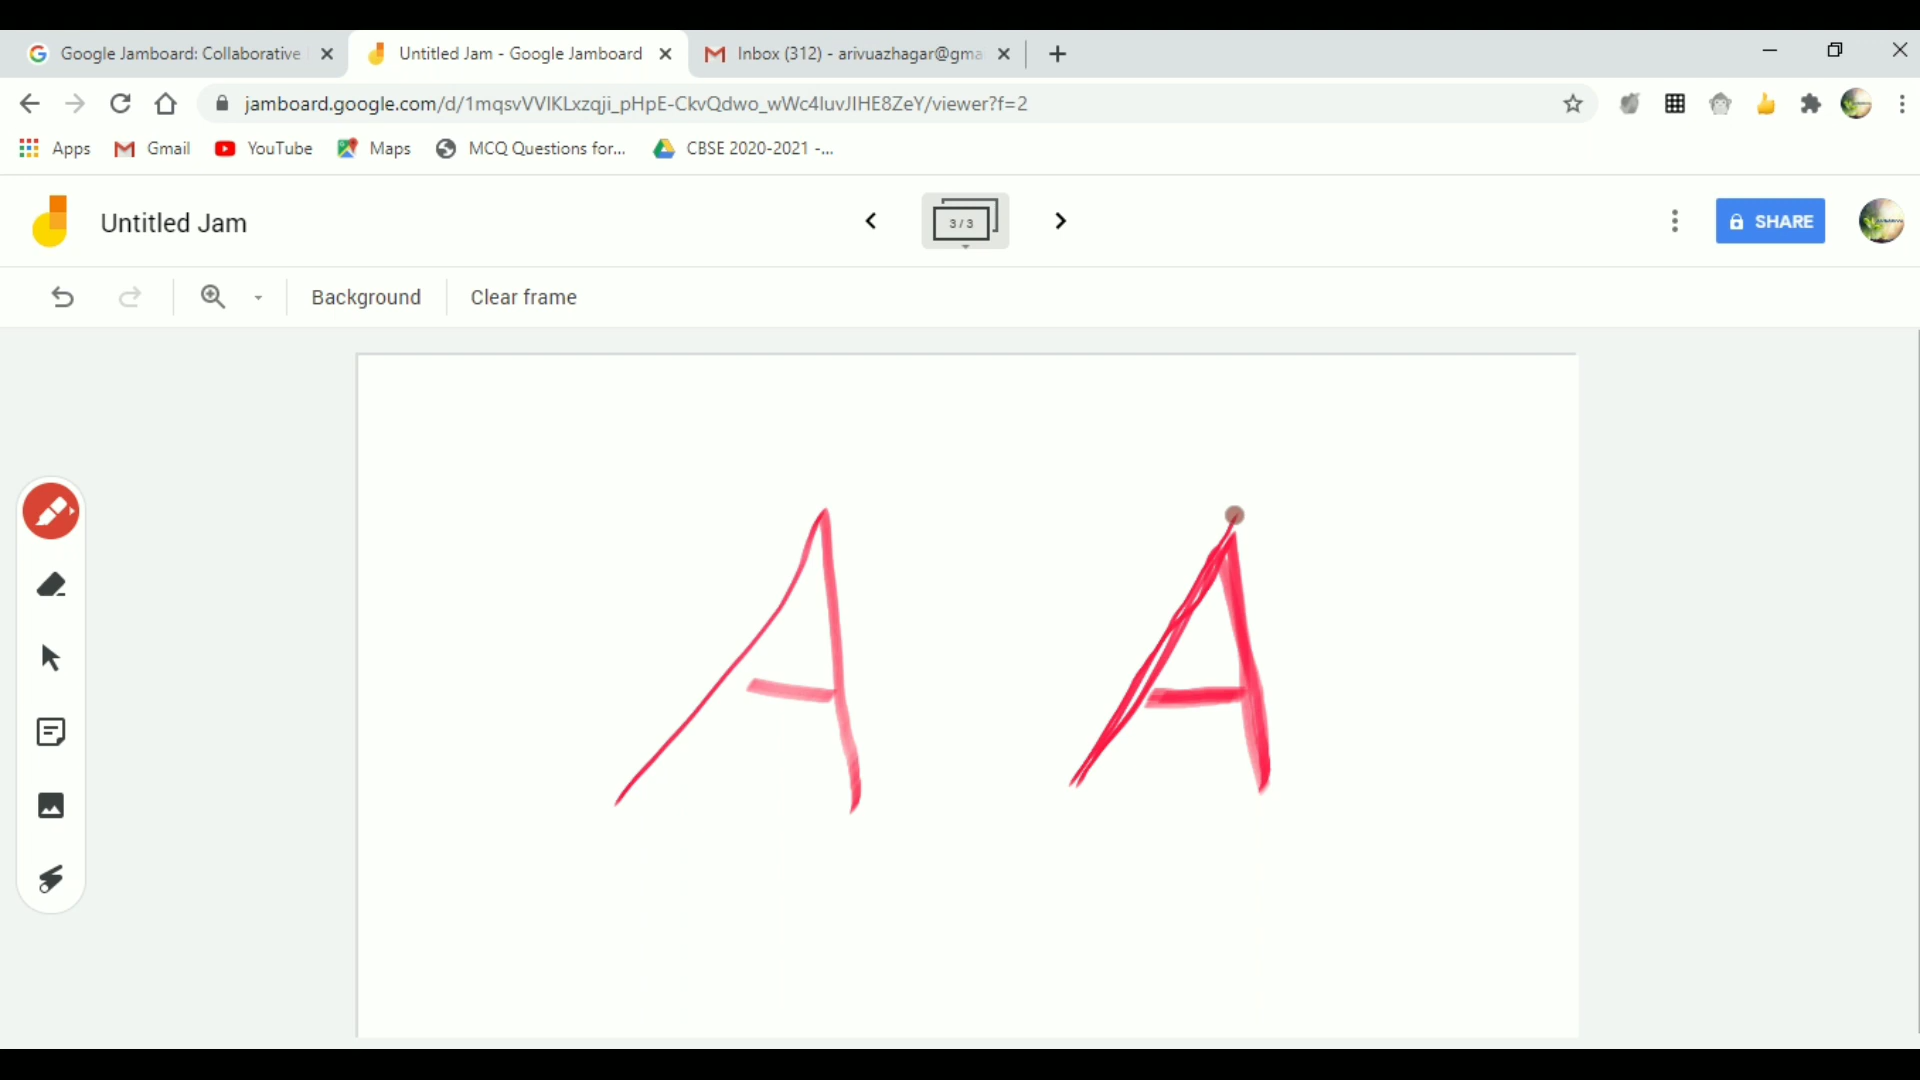 Google Jamboard: Collaborative
Untitled Jam - Google Jamboard
Inbox (312) - arivuazhagar@gma
jamboard.google.com/d/1mqsvVVIKLxzqji_pHpE-CkvQdwo_wWc4luvJIHE8ZeY/viewer?f=2
Apps Gmail YouTube Maps MCQ Questions for... CBSE 2020-2021 -...
Untitled Jam
3 / 3
SHARE
Background Clear frame
A A